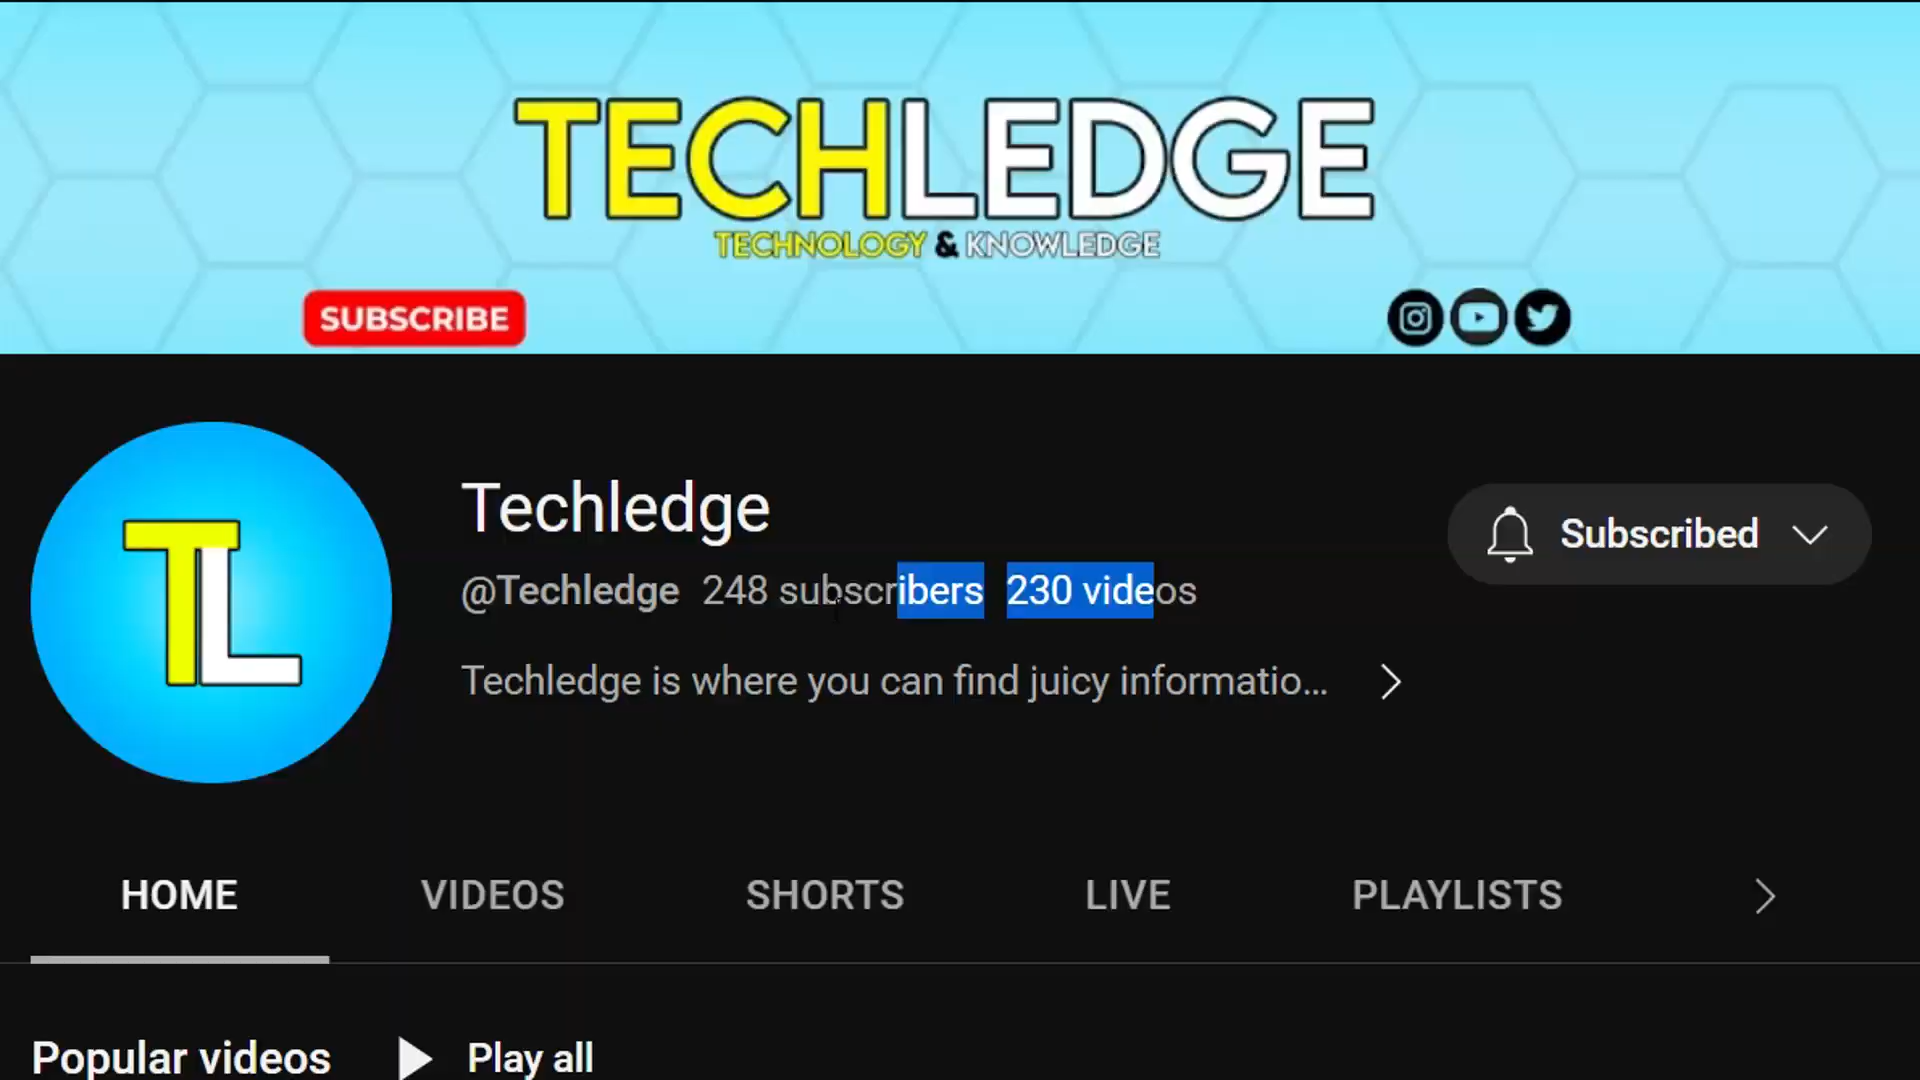 TECHLEDGE
TECHNOLOGY & KNOWLEDGE
SUBSCRIBE
TL
Techledge
Subscribed
@Techledge 248 subscribers 230 videos
Techledge is where you can find juicy informatio...
HOME VIDEOS SHORTS LIVE PLAYLISTS
Popular videos Play all